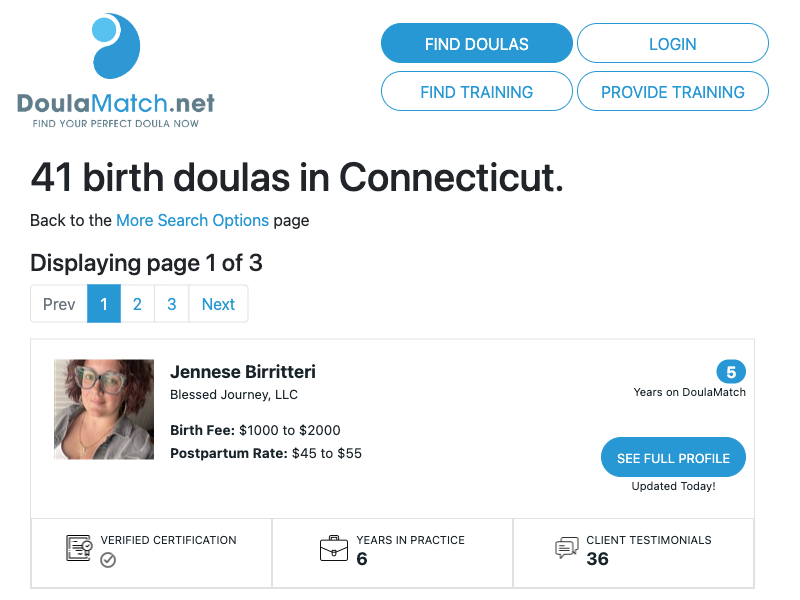 FIND DOULAS
LOGIN
FIND TRAINING
PROVIDE TRAINING
DoulaMatch.net
FIND YOUR PERFECT DOULA NOW
41 birth doulas in Connecticut.
Back to the More Search Options page
Displaying page 1 of 3
Prev 1 2 3 Next
Jennese Birritteri
Blessed Journey, LLC
Birth Fee: $1000 to $2000
Postpartum Rate: $45 to $55
5
Years on DoulaMatch
SEE FULL PROFILE
Updated Today!
VERIFIED CERTIFICATION
YEARS IN PRACTICE
6
CLIENT TESTIMONIALS
36